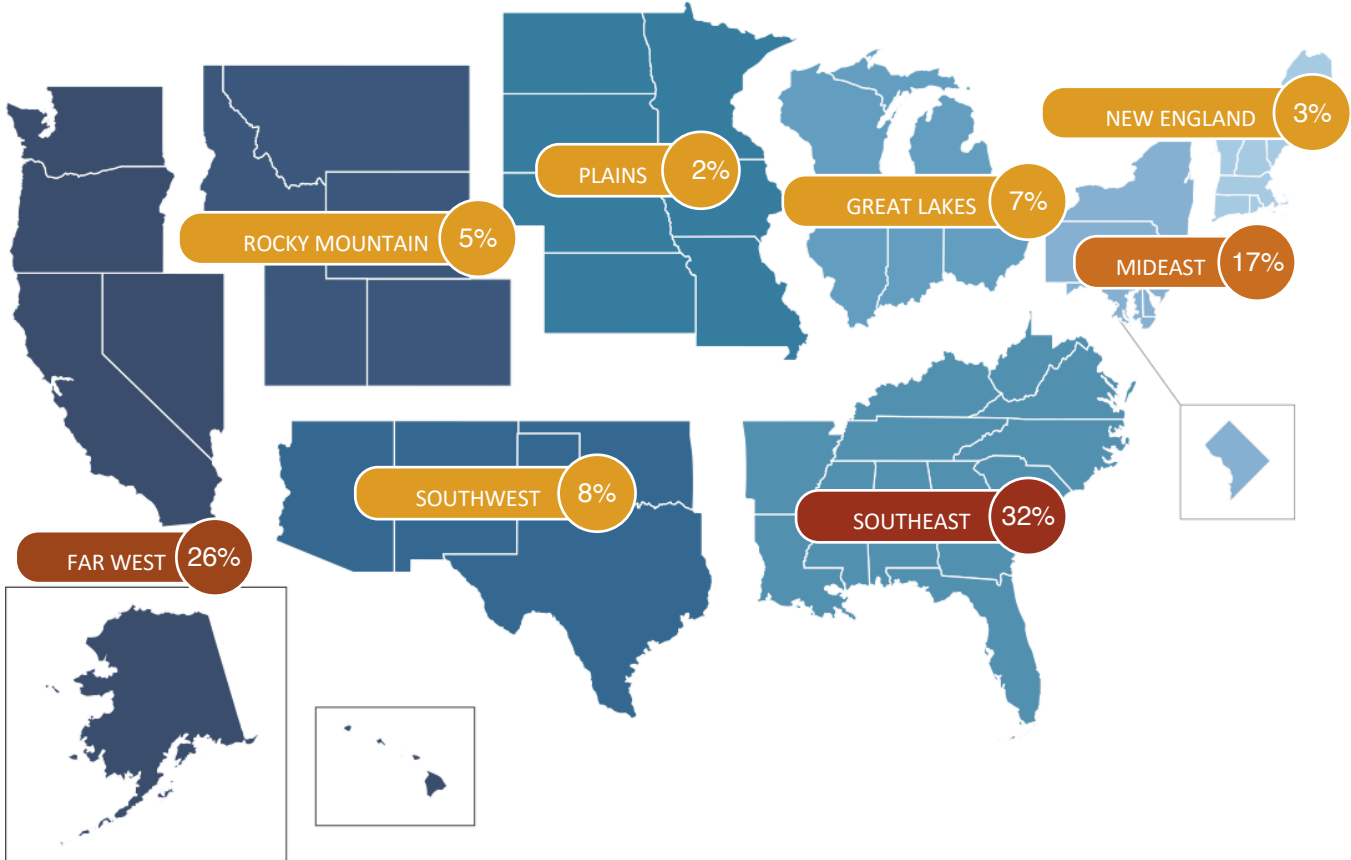 NEW ENGLAND 3%
PLAINS 2%
GREAT LAKES 7%
ROCKY MOUNTAIN 5%
MIDEAST 17%
SOUTHWEST 8%
SOUTHEAST 32%
FAR WEST 26%